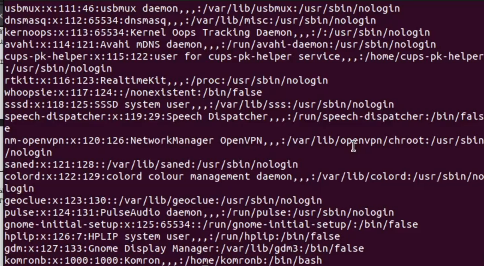 usbmux:x:111:46:usbmux daemon,,,:/var/lib/usbmux:/usr/sbin/nologin
dnsmasq:x:112:65534:dnsmasq,,,:/var/lib/misc:/usr/sbin/nologin
kernoops:x:113:65534:Kernel Oops Tracking Daemon,,,:/:/usr/sbin/nologin
avahi:x:114:121:Avahi mDNS daemon,,,:/run/avahi-daemon:/usr/sbin/nologin
cups-pk-helper:x:115:122:user for cups-pk-helper service,,,:/home/cups-pk-helper
:/usr/sbin/nologin
rtkit:x:116:123:RealtimeKit,,,:/proc:/usr/sbin/nologin
whoopsie:x:117:124::/nonexistent:/bin/false
sssd:x:118:125:SSSD system user,,,:/var/lib/sss:/usr/sbin/nologin
speech-dispatcher:x:119:29:Speech Dispatcher,,,:/run/speech-dispatcher:/bin/fals
e
nm-openvpn:x:120:126:NetworkManager OpenVPN,,,:/var/lib/openvpn/chroot:/usr/sbin
/nologin
saned:x:121:128::/var/lib/saned:/usr/sbin/nologin
colord:x:122:129:colord colour management daemon,,,:/var/lib/colord:/usr/sbin/no
login
geoclue:x:123:130::/var/lib/geoclue:/usr/sbin/nologin
pulse:x:124:131:PulseAudio daemon,,,:/run/pulse:/usr/sbin/nologin
gnome-initial-setup:x:125:65534::/run/gnome-initial-setup/:/bin/false
hplip:x:126:7:HPLIP system user,,,:/run/hplip:/bin/false
gdm:x:127:133:Gnome Display Manager:/var/lib/gdm3:/bin/false
komronb:x:1000:1000:Komron,,,:/home/komronb:/bin/bash